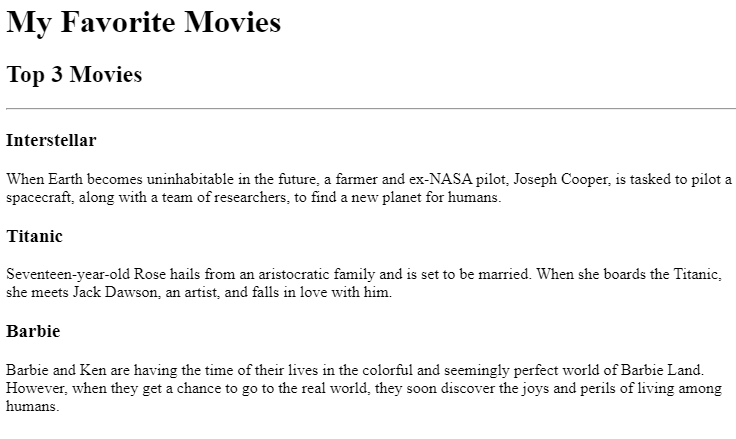 My Favorite Movies
Top 3 Movies
Interstellar
When Earth becomes uninhabitable in the future, a farmer and ex-NASA pilot, Joseph Cooper, is tasked to pilot a
spacecraft, along with a team of researchers, to find a new planet for humans.
Titanic
Seventeen-year-old Rose hails from an aristocratic family and is set to be married. When she boards the Titanic,
she meets Jack Dawson, an artist, and falls in love with him.
Barbie
Barbie and Ken are having the time of their lives in the colorful and seemingly perfect world of Barbie Land.
However, when they get a chance to go to the real world, they soon discover the joys and perils of living among
humans.